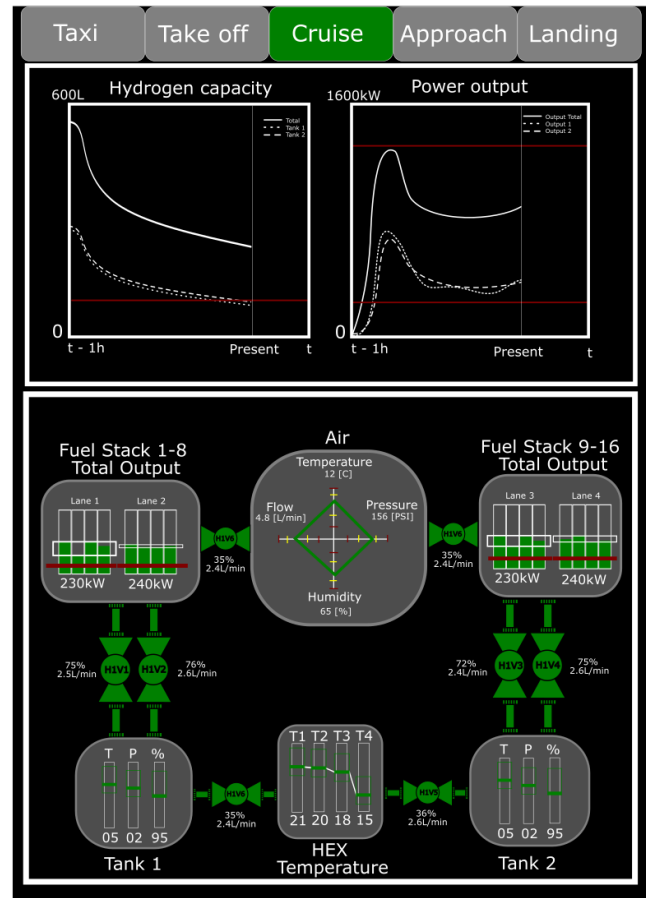 Taxi
Take off
Cruise
Approach
Landing
Hydrogen capacity
600L
Total
Tank 1
Tank 2
0
t - 1h
Present
t
Power output
1600kW
Output Total
Output 1
Output 2
0
t - 1h
Present
t
Fuel Stack 1-8
Total Output
Lane 1
Lane 2
230kW
240kW
H1V6
35%
2.4L/min
Air
Temperature
12 [C]
Flow
4.8 [L/min]
Pressure
156 [PSI]
Humidity
65 [%]
H1V6
35%
2.4L/min
Fuel Stack 9-16
Total Output
Lane 3
Lane 4
230kW
240kW
75%
2.5L/min
H1V1
H1V2
76%
2.6L/min
72%
2.4L/min
H1V3
H1V4
75%
2.6L/min
T P %
05 02 95
Tank 1
H1V6
35%
2.4L/min
T1 T2 T3 T4
21 20 18 15
HEX
Temperature
H1V5
36%
2.6L/min
T P %
05 02 95
Tank 2